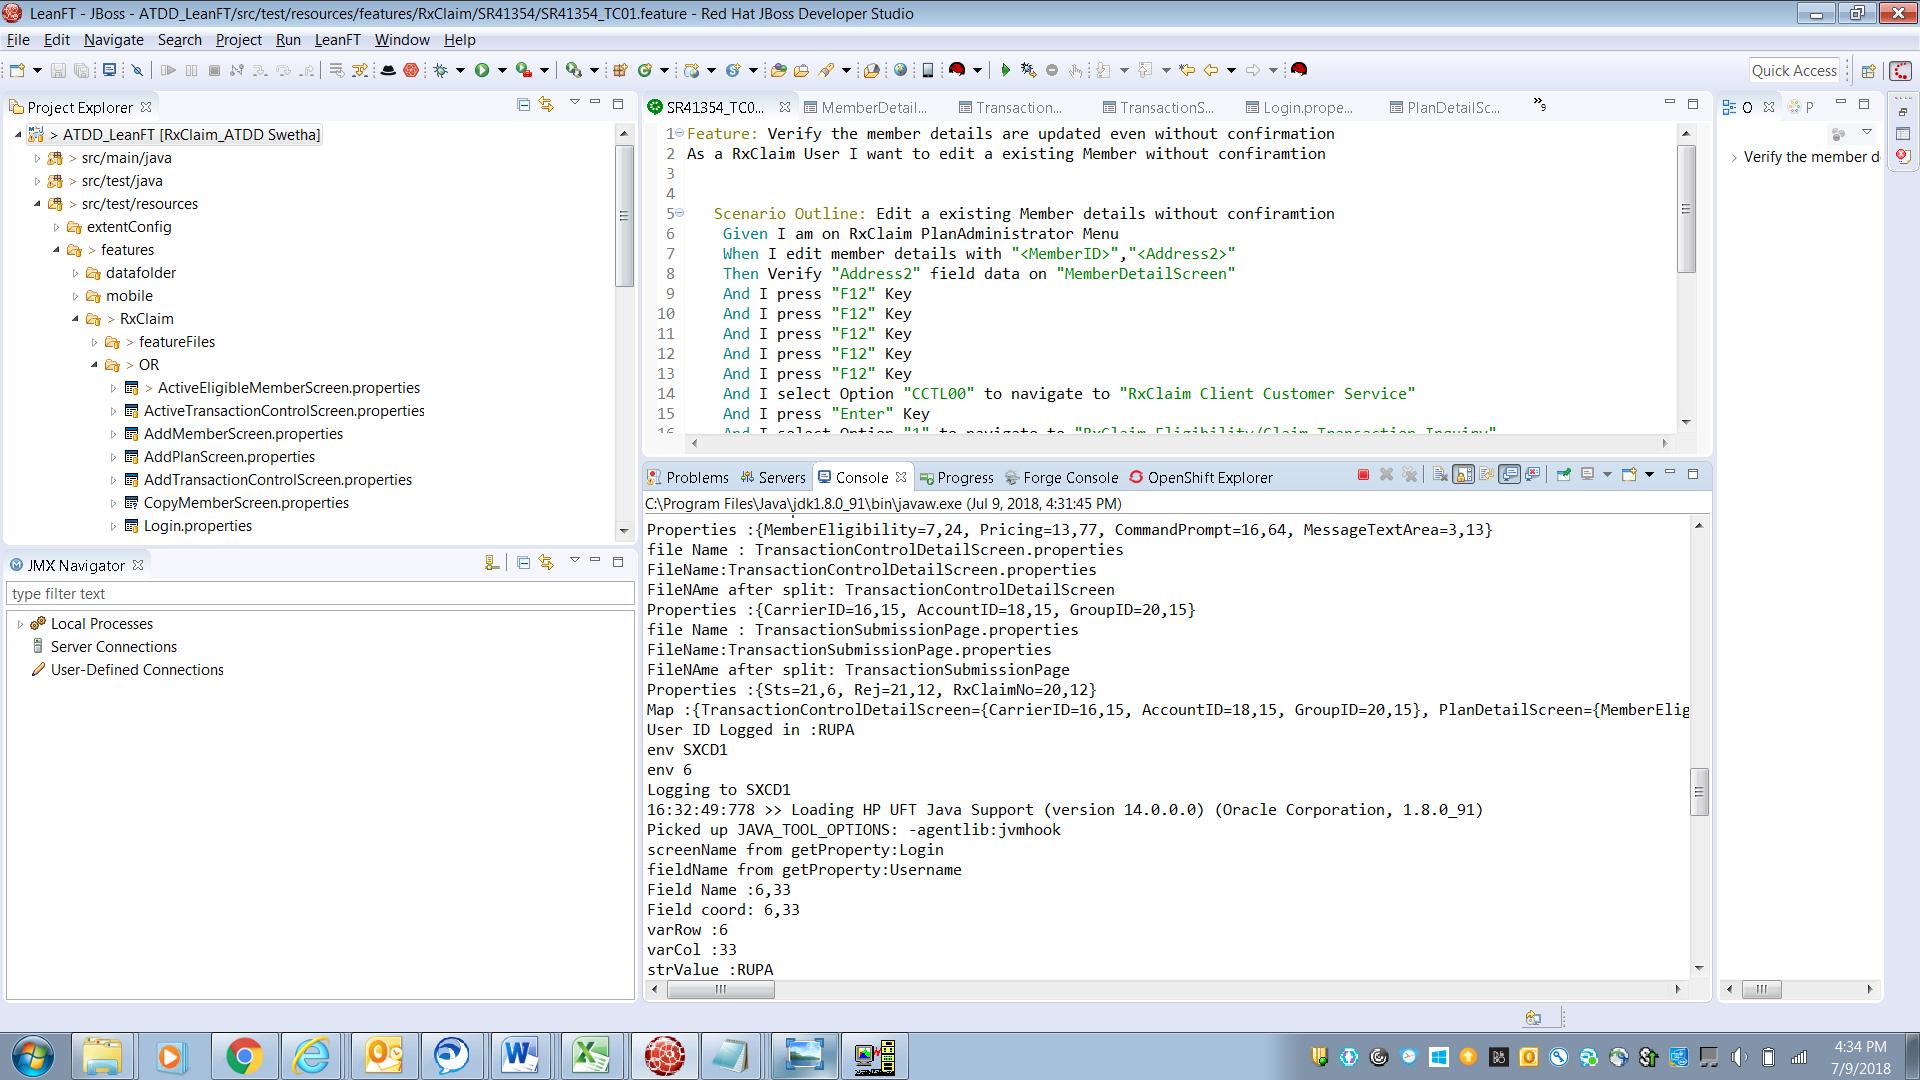 LeanFT - JBoss - ATDD_LeanFT/src/test/resources/features/RxClaim/SR41354/SR41354_TC01.feature - Red Hat JBoss Developer Studio
File Edit Navigate Search Project Run LeanFT Window Help
Quick Access
Project Explorer
> ATDD_LeanFT [RxClaim_ATDD Swetha]
> src/main/java
> src/test/java
> src/test/resources
extentConfig
> features
datafolder
mobile
> RxClaim
> featureFiles
> OR
> ActiveEligibleMemberScreen.properties
ActiveTransactionControlScreen.properties
AddMemberScreen.properties
AddPlanScreen.properties
AddTransactionControlScreen.properties
CopyMemberScreen.properties
Login.properties
JMX Navigator
type filter text
Local Processes
Server Connections
User-Defined Connections
SR41354_TC0... MemberDetail... Transaction... TransactionS... Login.prope... PlanDetailSc... »9
1 Feature: Verify the member details are updated even without confirmation
2 As a RxClaim User I want to edit a existing Member without confiramtion
3
4
5 Scenario Outline: Edit a existing Member details without confiramtion
6 Given I am on RxClaim PlanAdministrator Menu
7 When I edit member details with "<MemberID>","<Address2>"
8 Then Verify "Address2" field data on "MemberDetailScreen"
9 And I press "F12" Key
10 And I press "F12" Key
11 And I press "F12" Key
12 And I press "F12" Key
13 And I press "F12" Key
14 And I select Option "CCTL00" to navigate to "RxClaim Client Customer Service"
15 And I press "Enter" Key
16 And I select Option "1" to navigate to "RxClaim Eligibility/Claim Transaction Inquiry"
Problems Servers Console Progress Forge Console OpenShift Explorer
C:\Program Files\Java\jdk1.8.0_91\bin\javaw.exe (Jul 9, 2018, 4:31:45 PM)
Properties :{MemberEligibility=7,24, Pricing=13,77, CommandPrompt=16,64, MessageTextArea=3,13}
file Name : TransactionControlDetailScreen.properties
FileName:TransactionControlDetailScreen.properties
FileNAme after split: TransactionControlDetailScreen
Properties :{CarrierID=16,15, AccountID=18,15, GroupID=20,15}
file Name : TransactionSubmissionPage.properties
FileName:TransactionSubmissionPage.properties
FileNAme after split: TransactionSubmissionPage
Properties :{Sts=21,6, Rej=21,12, RxClaimNo=20,12}
Map :{TransactionControlDetailScreen={CarrierID=16,15, AccountID=18,15, GroupID=20,15}, PlanDetailScreen={MemberElig
User ID Logged in :RUPA
env SXCD1
env 6
Logging to SXCD1
16:32:49:778 >> Loading HP UFT Java Support (version 14.0.0.0) (Oracle Corporation, 1.8.0_91)
Picked up JAVA_TOOL_OPTIONS: -agentlib:jvmhook
screenName from getProperty:Login
fieldName from getProperty:Username
Field Name :6,33
Field coord: 6,33
varRow :6
varCol :33
strValue :RUPA
O P
Verify the member d
4:34 PM
7/9/2018